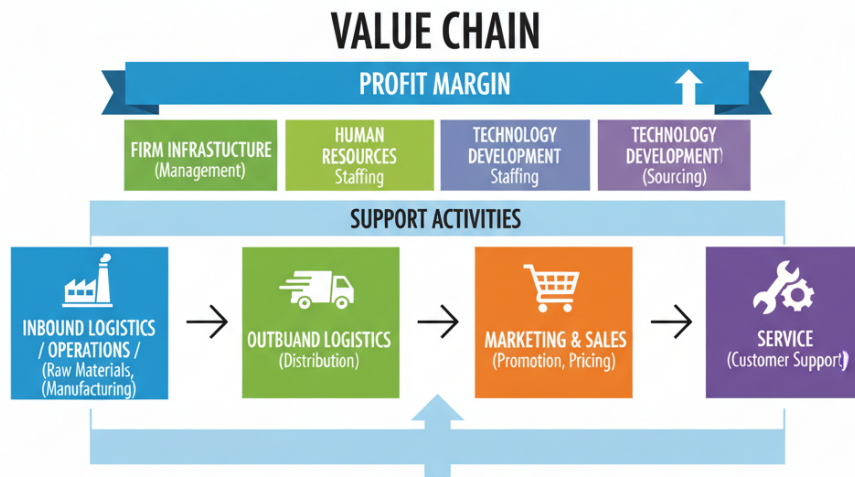 VALUE CHAIN
PROFIT MARGIN
FIRM INFRASTUCTURE
(Management)
HUMAN
RESOURCES
Staffing
TECHNOLOGY
DEVELOPMENT
Staffing
TECHNOLOGY
DEVELOPMENT)
(Sourcing)
SUPPORT ACTIVITIES
INBOUND LOGISTICS
/ OPERATIONS /
(Raw Materials,
(Manufacturing)
OUTBUAND LOGISTICS
(Distribution)
MARKETING & SALES
(Promotion, Pricing)
SERVICE
(Customer Support)